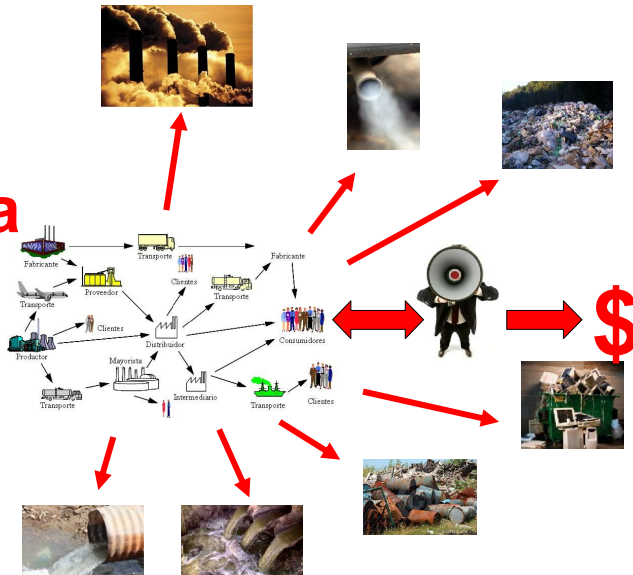 a
Fabricante
Transporte
Fabricante
Clientes
Proveedor
Transporte
Transporte
Clientes
Productor
Distribuidor
Consumidores
Mayorista
Transporte
Intermediario
Transporte
Clientes
$